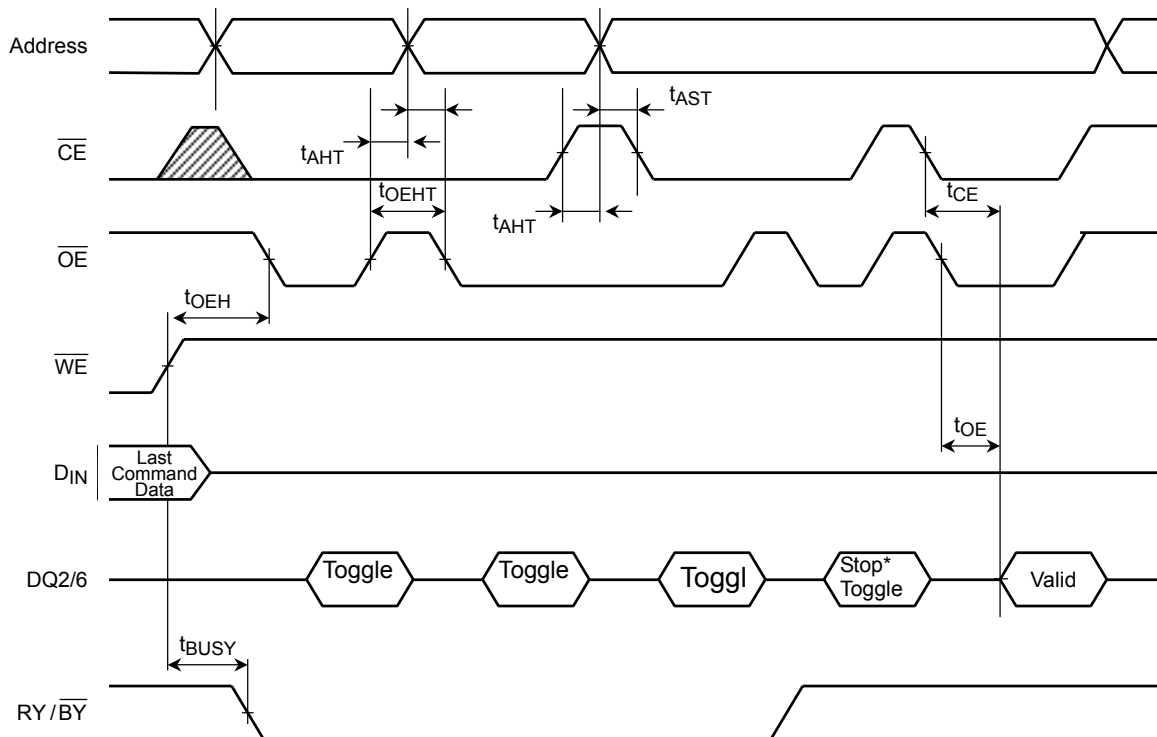 Address
tAST
CE
tAHT
tCE
tOEHT
tAHT
OE
tOEH
WE
tOE
DIN
Last
Command
Data
DQ2/6
Toggle
Toggle
Toggl
Stop*
Toggle
Valid
tBUSY
RY/BY